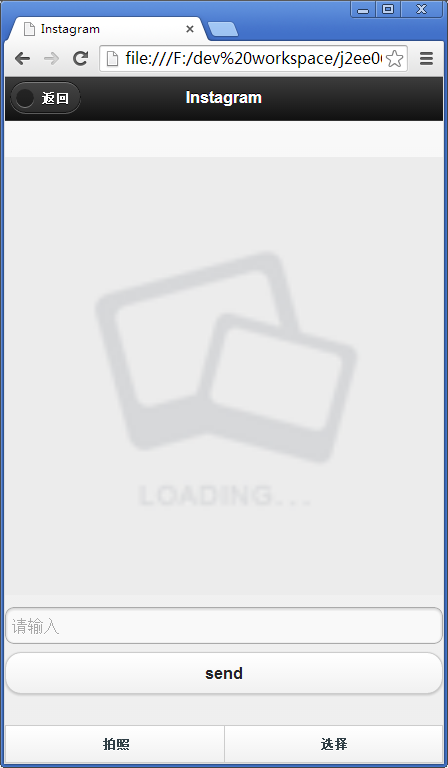 Instagram
file:///F:/dev%20workspace/j2ee0
返回
Instagram
LOADING...
请输入
send
拍照
选择